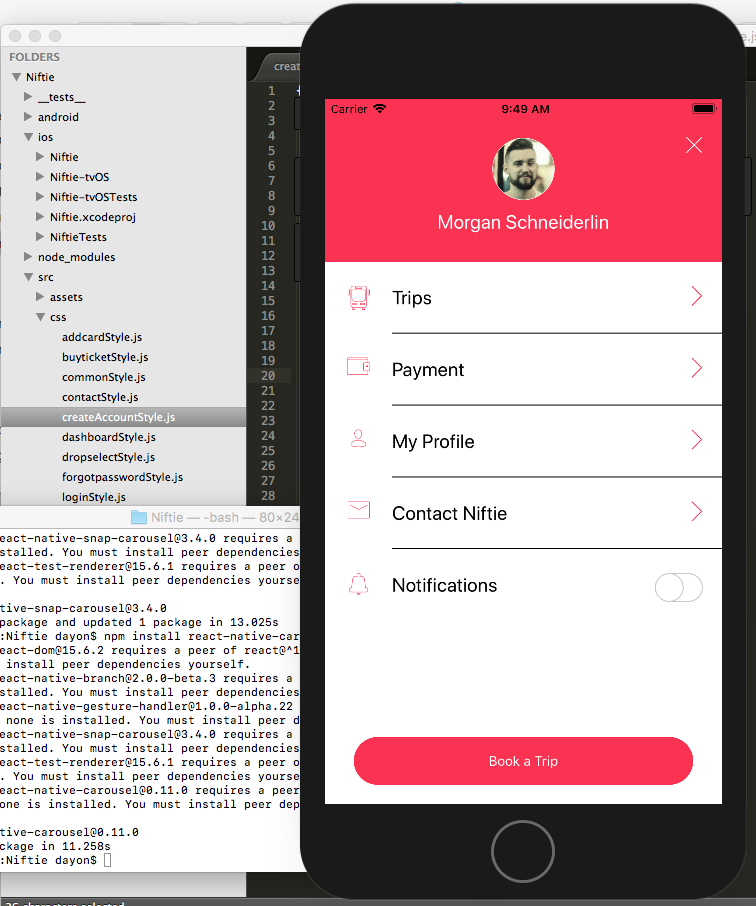 FOLDERS
Niftie
__tests__
android
ios
Niftie
Niftie-tvOS
Niftie-tvOSTests
Niftie.xcodeproj
NiftieTests
node_modules
src
assets
css
addcardStyle.js
buyticketStyle.js
commonStyle.js
contactStyle.js
createAccountStyle.js
dashboardStyle.js
dropselectStyle.js
forgotpasswordStyle.js
loginStyle.js
crea
e.js
1 {
2
3
4
5
6
7
8
9
10
11
12
13
14
15
16
17
18
19
20
21
22
23
24
25
26
27
28
Niftie — -bash — 80×24
eact-native-snap-carousel@3.4.0 requires a
stalled. You must install peer dependencies
eact-test-renderer@15.6.1 requires a peer o
. You must install peer dependencies yourse
tive-snap-carousel@3.4.0
package and updated 1 package in 13.025s
:Niftie dayon$ npm install react-native-car
eact-dom@15.6.2 requires a peer of react@^1
 install peer dependencies yourself.
eact-native-branch@2.0.0-beta.3 requires a
stalled. You must install peer dependencies
eact-native-gesture-handler@1.0.0-alpha.22
 none is installed. You must install peer d
eact-native-snap-carousel@3.4.0 requires a
stalled. You must install peer dependencies
eact-test-renderer@15.6.1 requires a peer o
. You must install peer dependencies yourse
eact-native-carousel@0.11.0 requires a peer
one is installed. You must install peer dep
tive-carousel@0.11.0
ckage in 11.258s
:Niftie dayon$
26 characters selected
Carrier 9:49 AM
Morgan Schneiderlin
Trips
Payment
My Profile
Contact Niftie
Notifications
Book a Trip